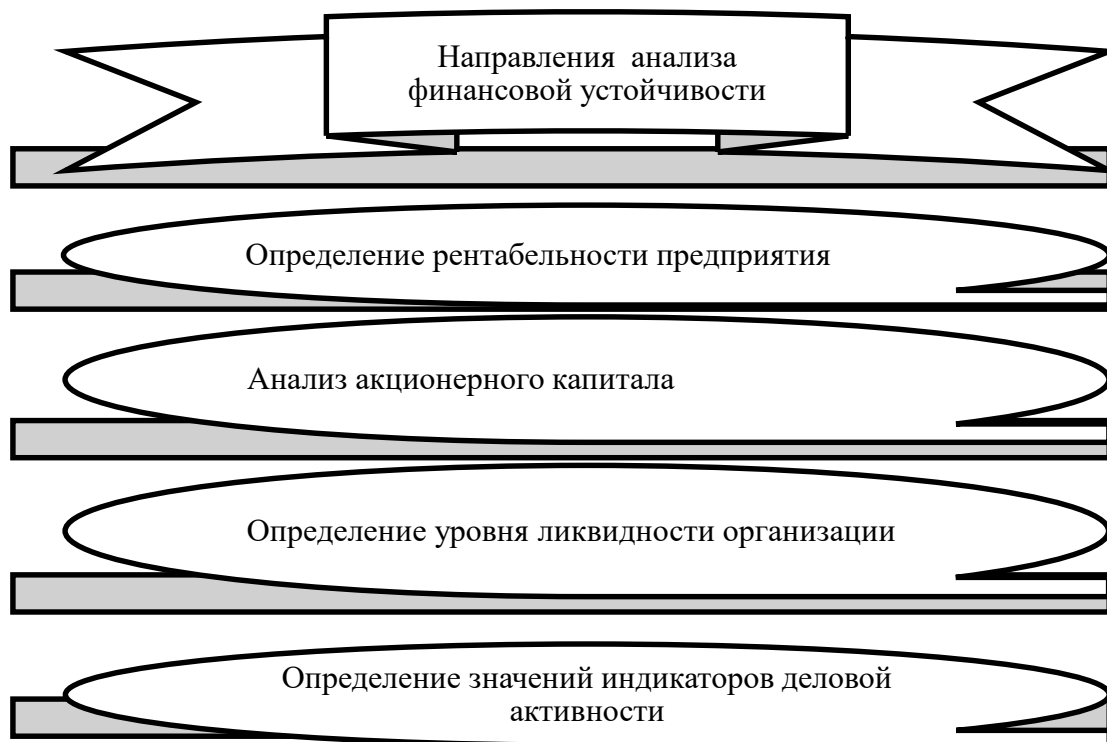 Направления анализа
финансовой устойчивости
Определение рентабельности предприятия
Анализ акционерного капитала
Определение уровня ликвидности организации
Определение значений индикаторов деловой
активности